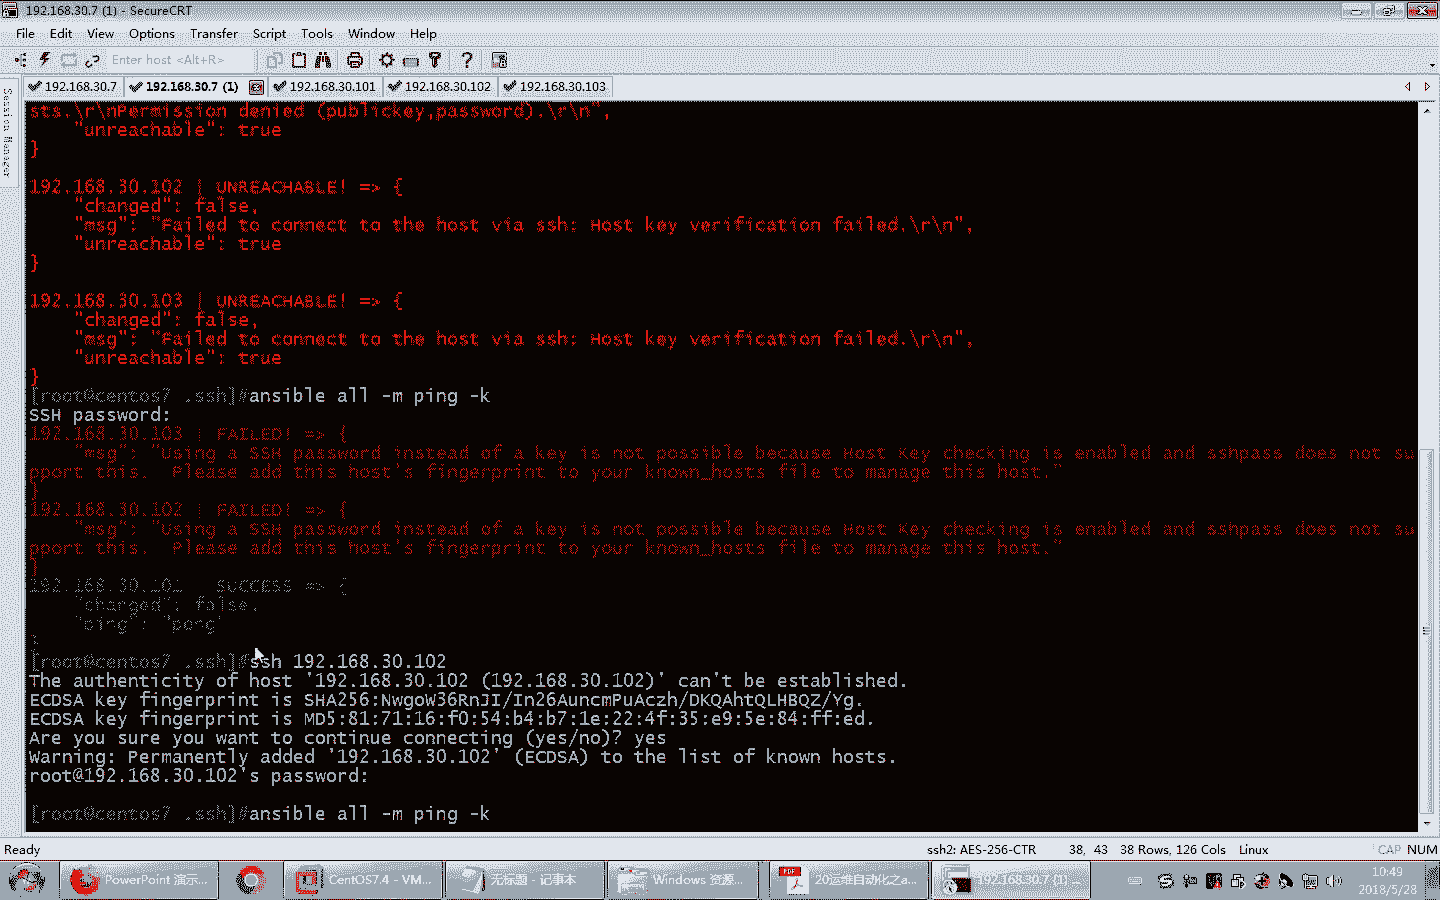 192.168.30.7 (1) - SecureCRT
File Edit View Options Transfer Script Tools Window Help
Enter host <Alt+R>
192.168.30.7 192.168.30.7 (1) 192.168.30.101 192.168.30.102 192.168.30.103
Session Manager
sts.\r\nPermission denied (publickey,password).\r\n",
"unreachable": true
}
192.168.30.102 | UNREACHABLE! => {
"changed": false,
"msg": "Failed to connect to the host via ssh: Host key verification failed.\r\n",
"unreachable": true
}
192.168.30.103 | UNREACHABLE! => {
"changed": false,
"msg": "Failed to connect to the host via ssh: Host key verification failed.\r\n",
"unreachable": true
}
[root@centos7 .ssh]#ansible all -m ping -k
SSH password:
192.168.30.103 | FAILED! => {
"msg": "Using a SSH password instead of a key is not possible because Host Key checking is enabled and sshpass does not su
pport this.  Please add this host's fingerprint to your known_hosts file to manage this host."
}
192.168.30.102 | FAILED! => {
"msg": "Using a SSH password instead of a key is not possible because Host Key checking is enabled and sshpass does not su
pport this.  Please add this host's fingerprint to your known_hosts file to manage this host."
}
192.168.30.101 | SUCCESS => {
"changed": false,
"ping": "pong"
}
[root@centos7 .ssh]#ssh 192.168.30.102
The authenticity of host '192.168.30.102 (192.168.30.102)' can't be established.
ECDSA key fingerprint is SHA256:NwgoW36RnJI/In26AuncmPuAczh/DKQAhtQLHBQZ/Yg.
ECDSA key fingerprint is MD5:81:71:16:f0:54:b4:b7:1e:22:4f:35:e9:5e:84:ff:ed.
Are you sure you want to continue connecting (yes/no)? yes
Warning: Permanently added '192.168.30.102' (ECDSA) to the list of known hosts.
root@192.168.30.102's password:
[root@centos7 .ssh]#ansible all -m ping -k
Ready ssh2: AES-256-CTR 38, 43 38 Rows, 126 Cols Linux CAP NUM
PowerPoint 演示... CentOS7.4 - VM... 无标题 - 记事本 Windows 资源... 20运维自动化之a... 192.168.30.7 (1) ... 10:49
2018/5/28